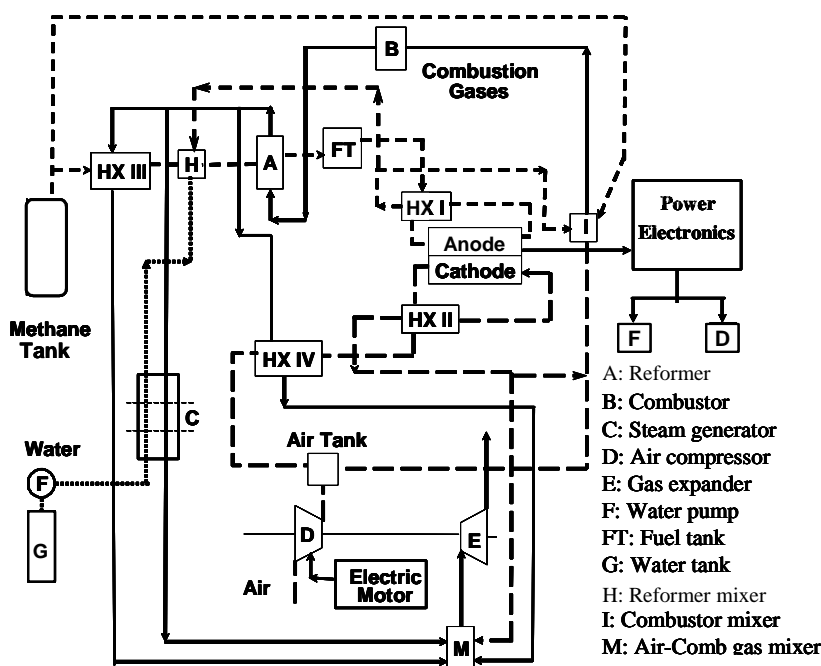 B
Combustion
Gases
HX III
H
A
FT
HX I
I
Power
Electronics
Anode
Cathode
Methane
Tank
HX II
F
D
HX IV
A: Reformer
B: Combustor
C
C: Steam generator
Water
Air Tank
D: Air compressor
E: Gas expander
F
F: Water pump
FT: Fuel tank
G
D
E
G: Water tank
Air
Electric
Motor
H: Reformer mixer
I: Combustor mixer
M
M: Air-Comb gas mixer